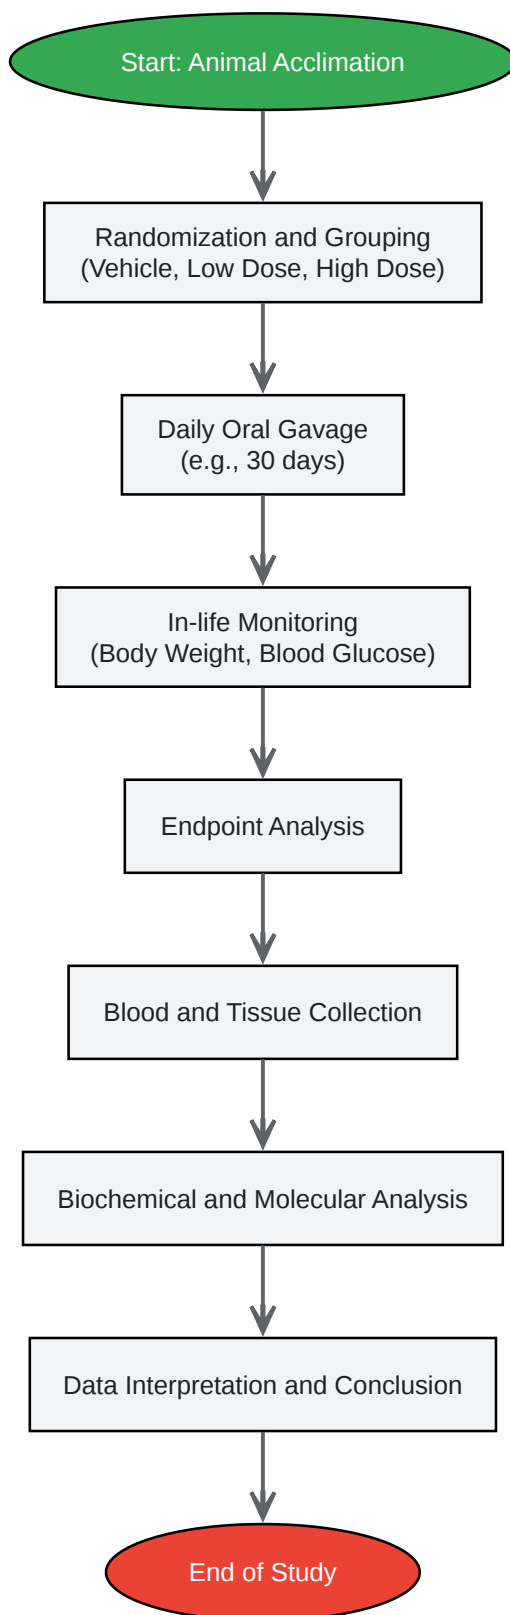 Start: Animal Acclimation
Randomization and Grouping
(Vehicle, Low Dose, High Dose)
Daily Oral Gavage
(e.g., 30 days)
In-life Monitoring
(Body Weight, Blood Glucose)
Endpoint Analysis
Blood and Tissue Collection
Biochemical and Molecular Analysis
Data Interpretation and Conclusion
End of Study